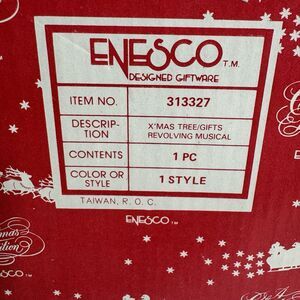 ENESCO T.M.
DESIGNED GIFTWARE
ITEM NO. 313327
DESCRIP-
TION
X'MAS TREE/GIFTS
REVOLVING MUSICAL
CONTENTS 1 PC
COLOR OR
STYLE
1 STYLE
TAIWAN, R.O.C.
ENESCO T.M.